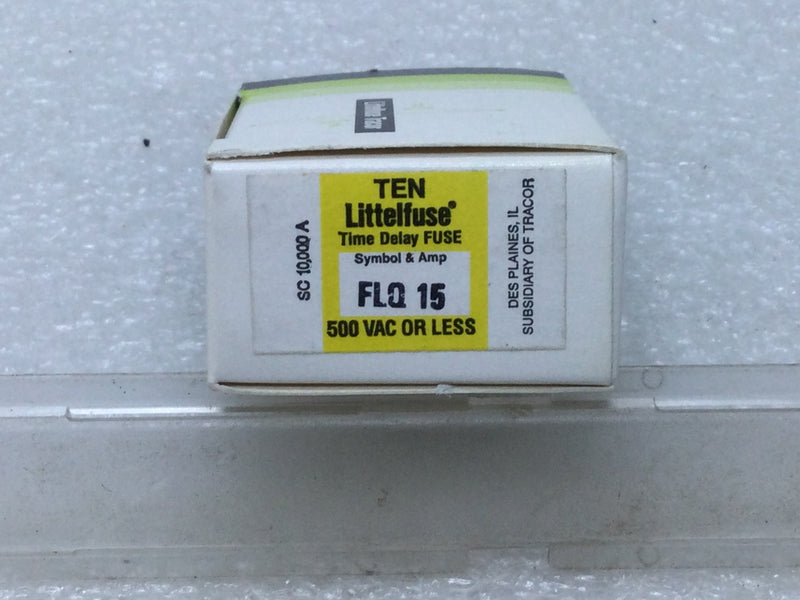 TEN
Littelfuse®
Time Delay FUSE
Symbol & Amp
FLQ 15
500 VAC OR LESS
SC 10,000 A
DES PLAINES, IL
SUBSIDIARY OF TRACOR